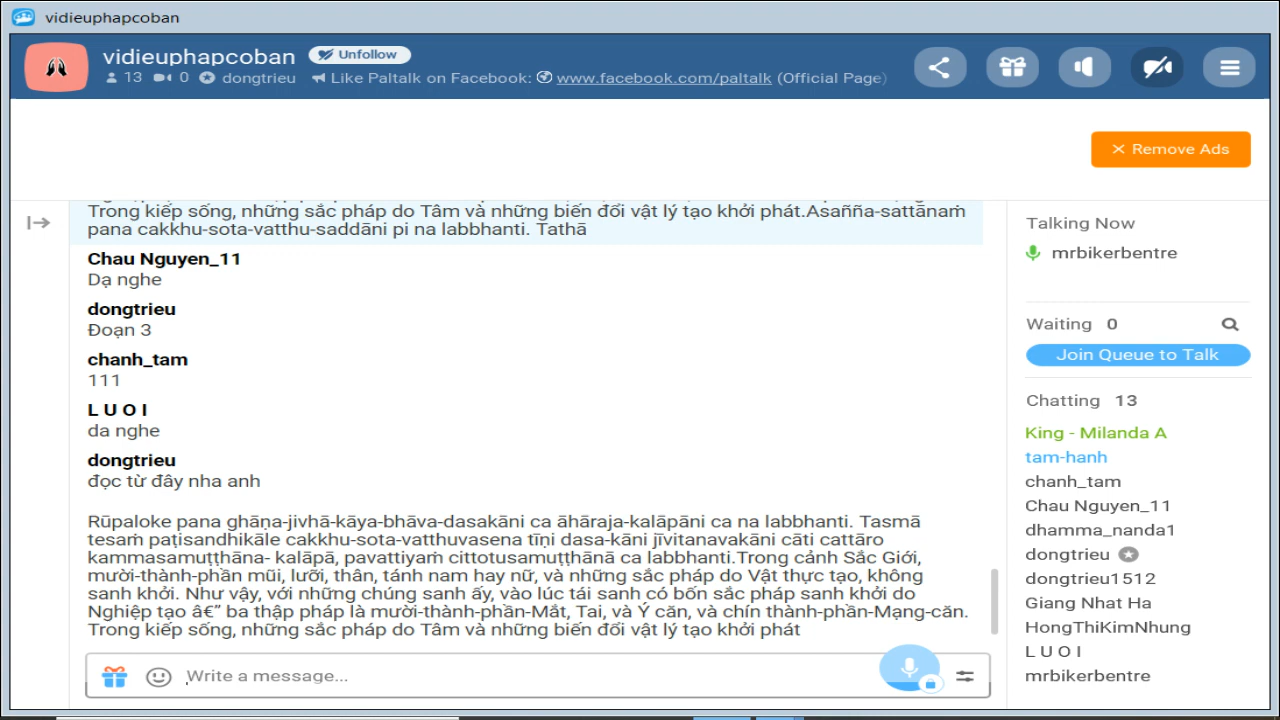 vidieuphapcoban
vidieuphapcoban Unfollow
13 0 dongtrieu Like Paltalk on Facebook: www.facebook.com/paltalk (Official Page)
Remove Ads
Trong kiếp sống, những sắc pháp do Tâm và những biến đổi vật lý tạo khởi phát.Asañña-sattānaṁ
pana cakkhu-sota-vatthu-saddāni pi na labbhanti. Tathā
Chau Nguyen_11
Dạ nghe
dongtrieu
Đoạn 3
chanh_tam
111
L U O I
da nghe
dongtrieu
đọc từ đây nha anh
Rūpaloke pana ghāṇa-jivhā-kāya-bhāva-dasakāni ca āhāraja-kalāpāni ca na labbhanti. Tasmā
tesaṁ paṭisandhikāle cakkhu-sota-vatthuvasena tīṇi dasa-kāni jīvitanavakāni cāti cattāro
kammasamuṭṭhāna- kalāpā, pavattiyaṁ cittotusamuṭṭhānā ca labbhanti.Trong cảnh Sắc Giới,
mười-thành-phần mũi, lưỡi, thân, tánh nam hay nữ, và những sắc pháp do Vật thực tạo, không
sanh khởi. Như vậy, với những chúng sanh ấy, vào lúc tái sanh có bốn sắc pháp sanh khởi do
Nghiệp tạo â€” ba thập pháp là mười-thành-phần-Mắt, Tai, và Ý căn, và chín thành-phần-Mạng-căn.
Trong kiếp sống, những sắc pháp do Tâm và những biến đổi vật lý tạo khởi phát
Write a message...
Talking Now
mrbikerbentre
Waiting 0
Join Queue to Talk
Chatting 13
King - Milanda A
tam-hanh
chanh_tam
Chau Nguyen_11
dhamma_nanda1
dongtrieu
dongtrieu1512
Giang Nhat Ha
HongThiKimNhung
L U O I
mrbikerbentre